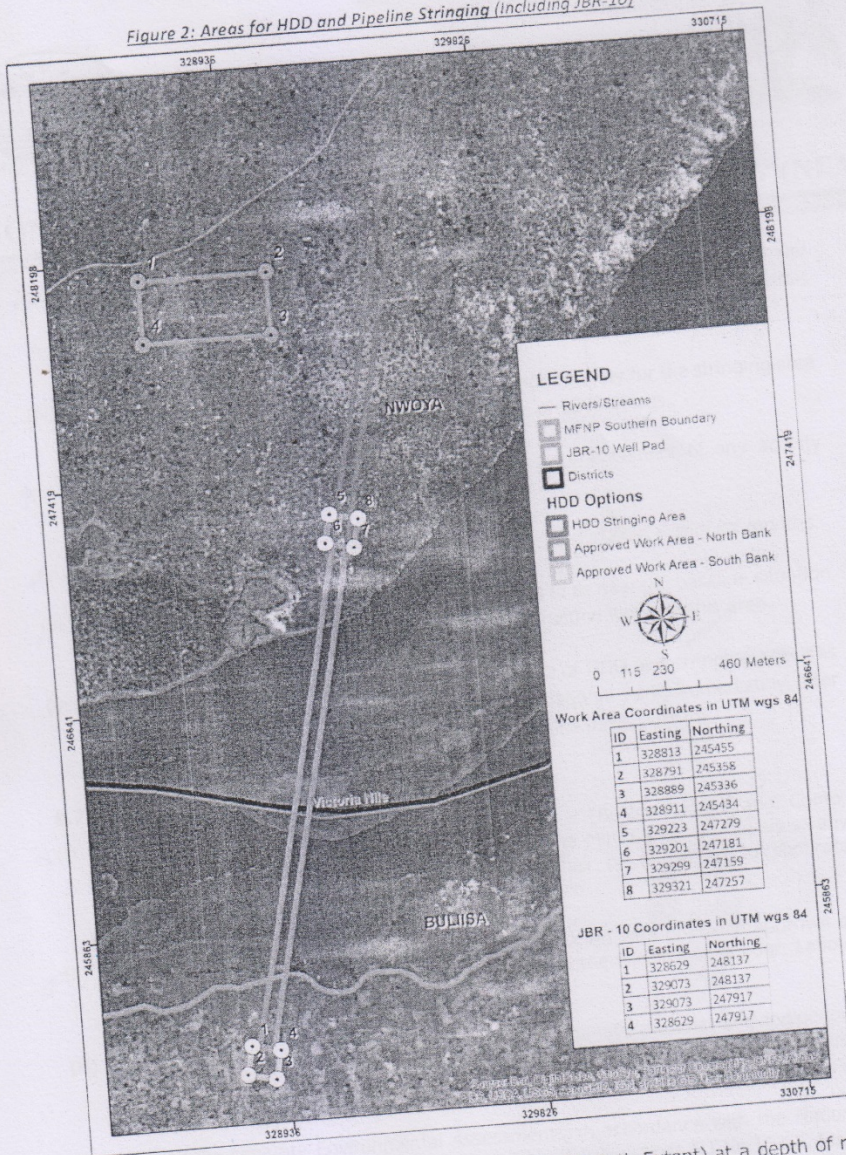 Figure 2: Areas for HDD and Pipeline Stringing (Including JBR-10)
328936 329826 330715
248198 248198
1 2
4 3
NWOYA
247419 247419
5 8
6 7
246641 246641
Victoria Nile
BULIISA
245863 245863
1 4
2 3
328936 329826 330715
LEGEND
Rivers/Streams
MFNP Southern Boundary
JBR-10 Well Pad
Districts
HDD Options
HDD Stringing Area
Approved Work Area - North Bank
Approved Work Area - South Bank
N
W E
S
0 115 230 460 Meters
Work Area Coordinates in UTM wgs 84
ID Easting Northing
1 328813 245455
2 328791 245358
3 328889 245336
4 328911 245434
5 329223 247279
6 329201 247181
7 329299 247159
8 329321 247257
JBR - 10 Coordinates in UTM wgs 84
ID Easting Northing
1 328629 248137
2 329073 248137
3 329073 247917
4 328629 247917
at a depth of